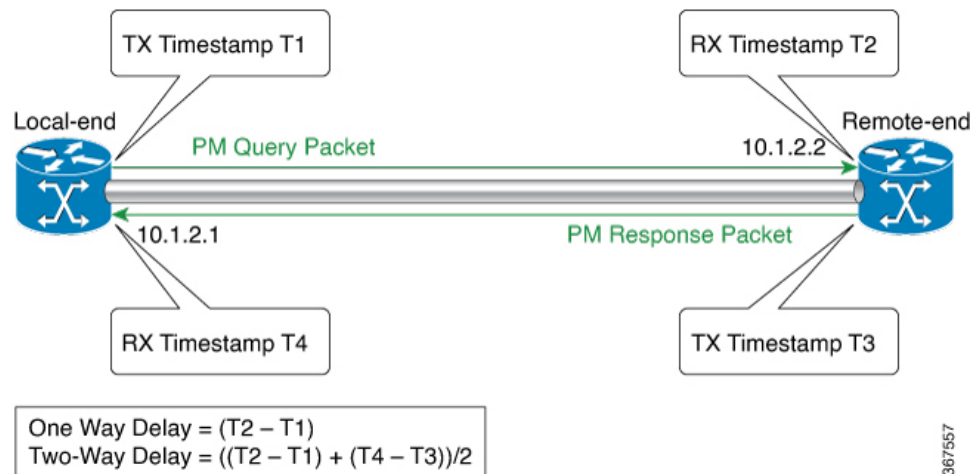 TX Timestamp T1
RX Timestamp T2
Local-end
Remote-end
PM Query Packet
10.1.2.2
10.1.2.1
PM Response Packet
RX Timestamp T4
TX Timestamp T3
One Way Delay = (T2 – T1)
Two-Way Delay = ((T2 – T1) + (T4 – T3))/2
367557